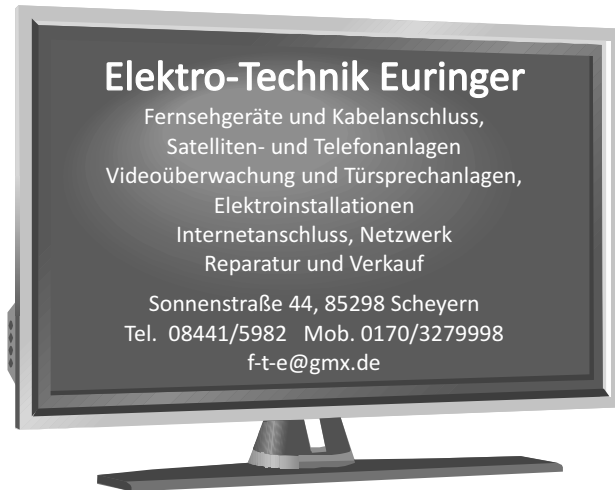 Elektro-Technik Euringer
Fernsehgeräte und Kabelanschluss,
Satelliten- und Telefonanlagen
Videoüberwachung und Türsprechanlagen,
Elektroinstallationen
Internetanschluss, Netzwerk
Reparatur und Verkauf
Sonnenstraße 44, 85298 Scheyern
Tel. 08441/5982 Mob. 0170/3279998
f-t-e@gmx.de